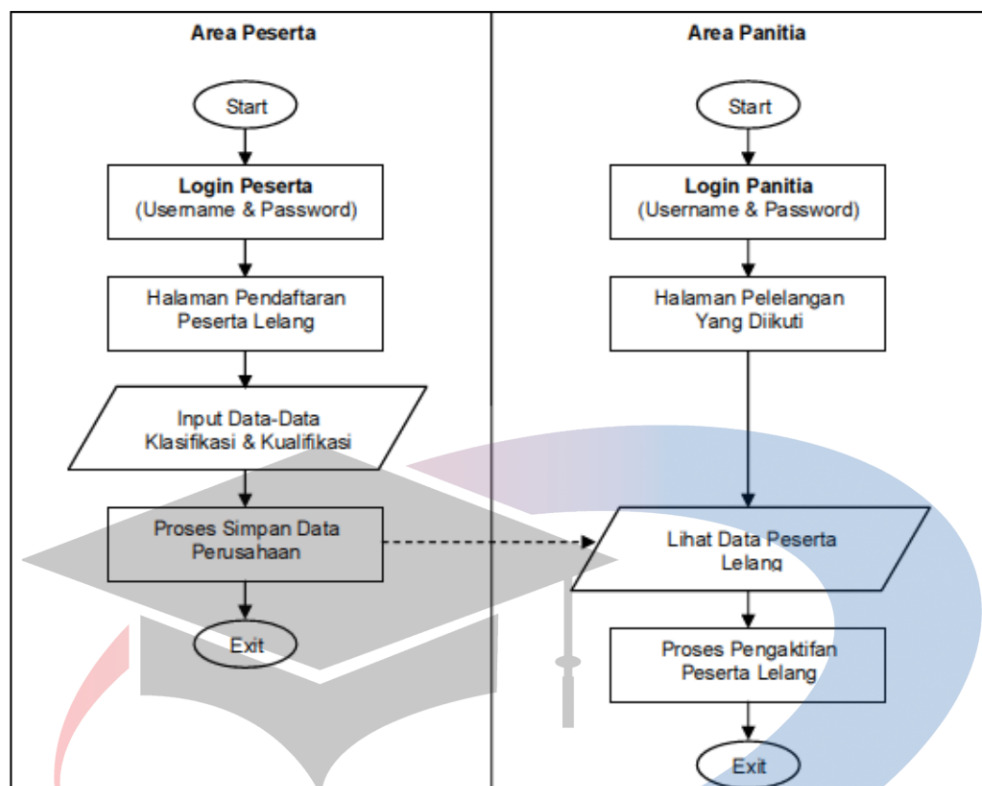 Area Peserta
Start
Login Peserta
(Username & Password)
Halaman Pendaftaran
Peserta Lelang
Input Data-Data
Klasifikasi & Kualifikasi
Proses Simpan Data
Perusahaan
Exit
Area Panitia
Start
Login Panitia
(Username & Password)
Halaman Pelelangan
Yang Diikuti
Lihat Data Peserta
Lelang
Proses Pengaktifan
Peserta Lelang
Exit